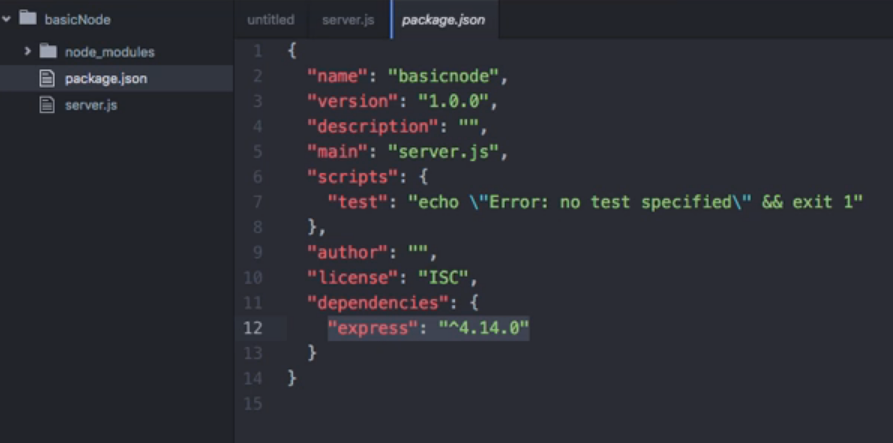 basicNode
node_modules
package.json
server.js
untitled server.js package.json
1 {
2 "name": "basicnode",
3 "version": "1.0.0",
4 "description": "",
5 "main": "server.js",
6 "scripts": {
7 "test": "echo \"Error: no test specified\" && exit 1"
8 },
9 "author": "",
10 "license": "ISC",
11 "dependencies": {
12 "express": "^4.14.0"
13 }
14 }
15